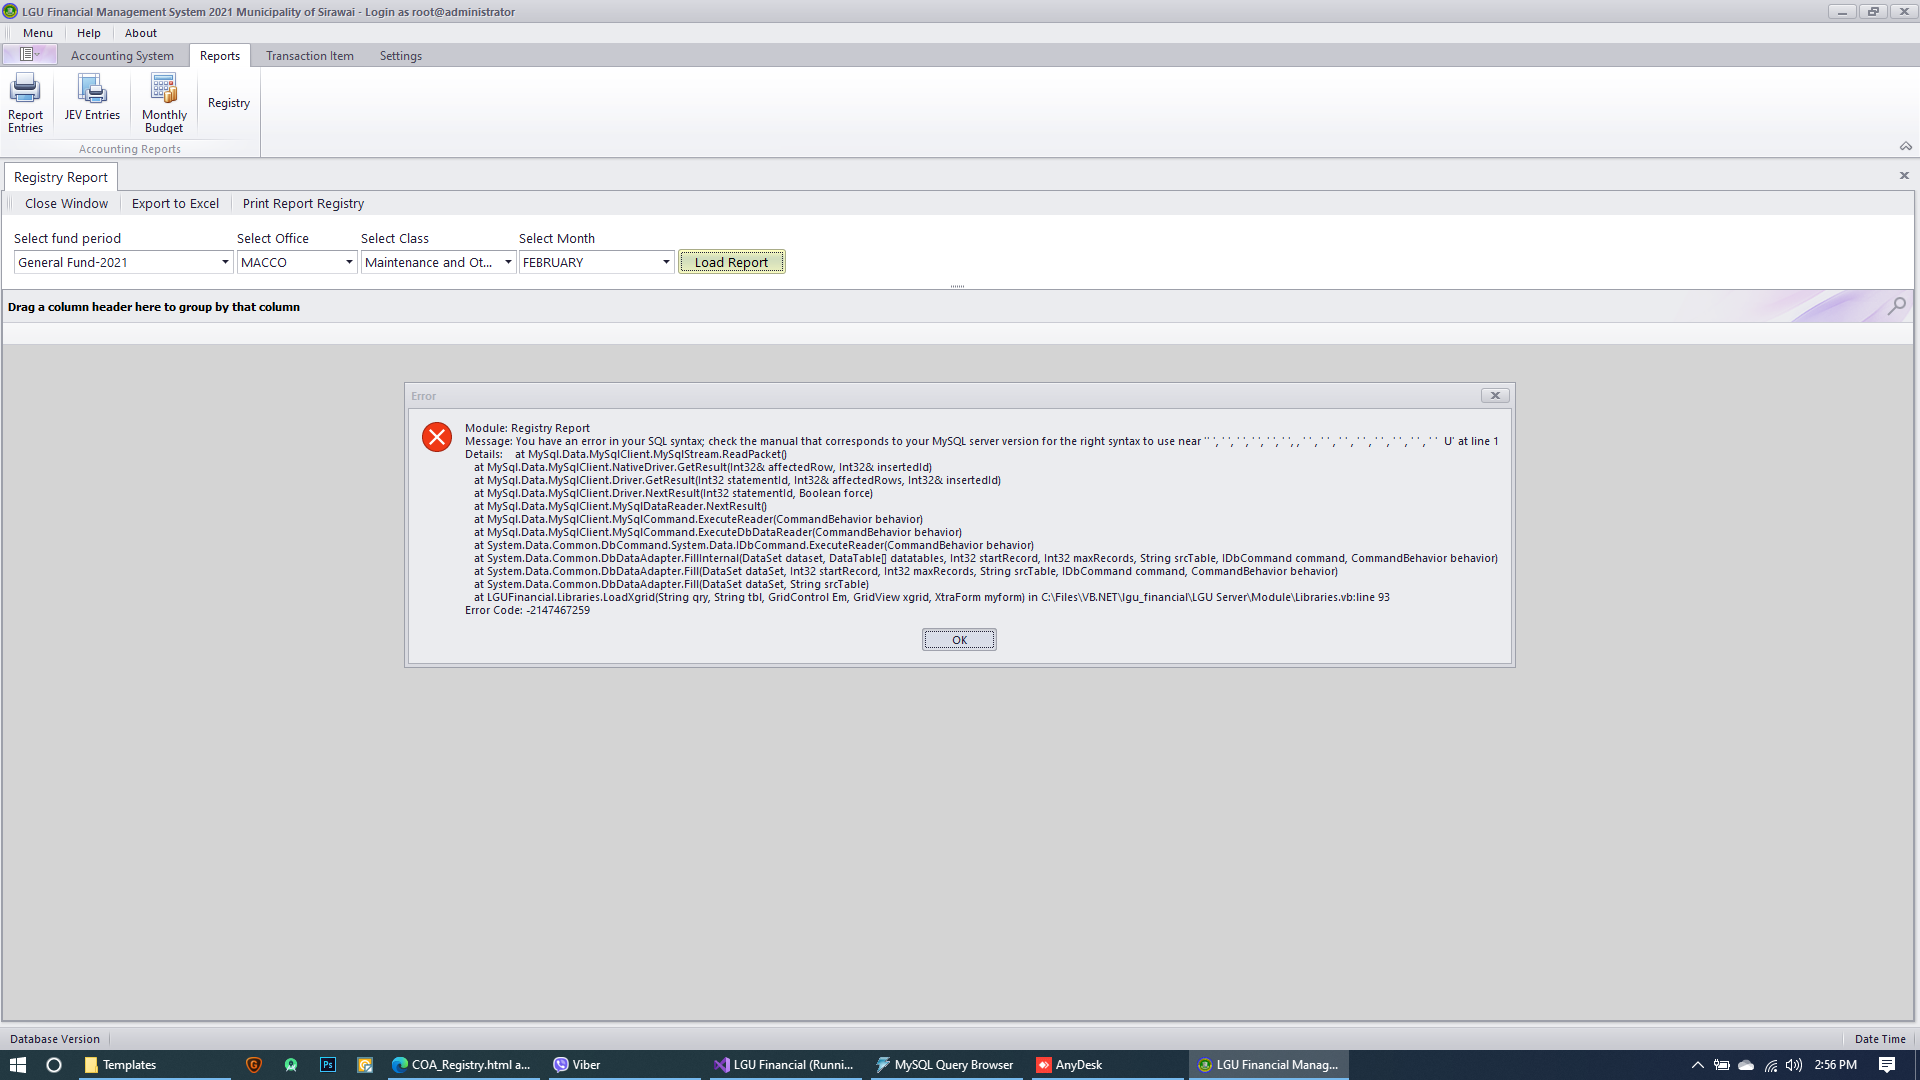 LGU Financial Management System 2021 Municipality of Sirawai - Login as root@administrator
Menu Help About
Accounting System Reports Transaction Item Settings
Report Entries
JEV Entries
Monthly Budget
Registry
Accounting Reports
Registry Report
Close Window Export to Excel Print Report Registry
Select fund period Select Office Select Class Select Month
General Fund-2021 MACCO Maintenance and Ot... FEBRUARY Load Report
Drag a column header here to group by that column
Error
Module: Registry Report
Message: You have an error in your SQL syntax; check the manual that corresponds to your MySQL server version for the right syntax to use near '' ', ' ', ' ', ' ', ' ', ' ', , ' ', ' ', ' ', ' ', ' ', ' ', ' ', ' ' U' at line 1
Details: at MySql.Data.MySqlClient.MySqlStream.ReadPacket()
at MySql.Data.MySqlClient.NativeDriver.GetResult(Int32& affectedRow, Int32& insertedId)
at MySql.Data.MySqlClient.Driver.GetResult(Int32 statementId, Int32& affectedRows, Int32& insertedId)
at MySql.Data.MySqlClient.Driver.NextResult(Int32 statementId, Boolean force)
at MySql.Data.MySqlClient.MySqlDataReader.NextResult()
at MySql.Data.MySqlClient.MySqlCommand.ExecuteReader(CommandBehavior behavior)
at MySql.Data.MySqlClient.MySqlCommand.ExecuteDbDataReader(CommandBehavior behavior)
at System.Data.Common.DbCommand.System.Data.IDbCommand.ExecuteReader(CommandBehavior behavior)
at System.Data.Common.DbDataAdapter.FillInternal(DataSet dataset, DataTable[] datatables, Int32 startRecord, Int32 maxRecords, String srcTable, IDbCommand command, CommandBehavior behavior)
at System.Data.Common.DbDataAdapter.Fill(DataSet dataSet, Int32 startRecord, Int32 maxRecords, String srcTable, IDbCommand command, CommandBehavior behavior)
at System.Data.Common.DbDataAdapter.Fill(DataSet dataSet, String srcTable)
at LGUFinancial.Libraries.LoadXgrid(String qry, String tbl, GridControl Em, GridView xgrid, XtraForm myform) in C:\Files\VB.NET\lgu_financial\LGU Server\Module\Libraries.vb:line 93
Error Code: -2147467259
OK
Database Version Date Time
Templates Ps COA_Registry.html a... Viber LGU Financial (Runni... MySQL Query Browser AnyDesk LGU Financial Manag... 2:56 PM